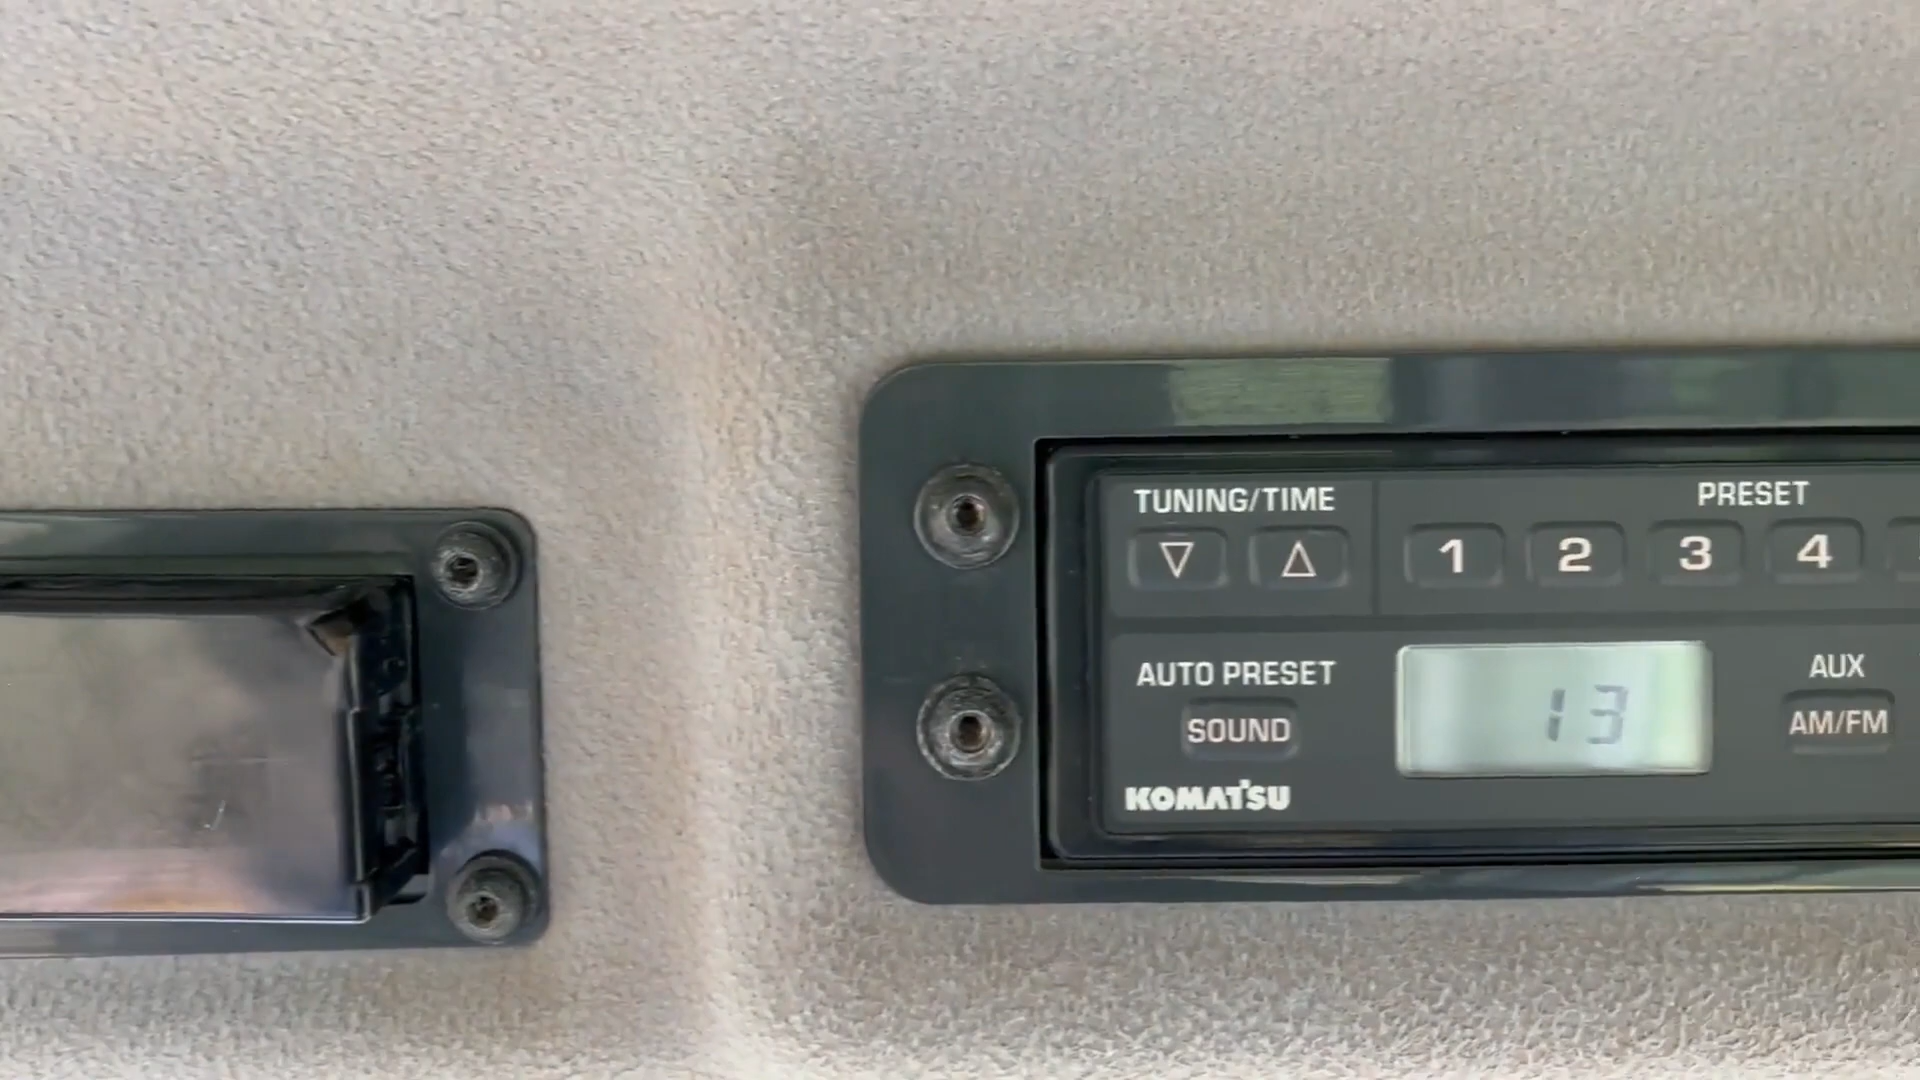 TUNING/TIME
PRESET
▽ △ 1 2 3 4
AUTO PRESET
AUX
SOUND
13
AM/FM
KOMATSU